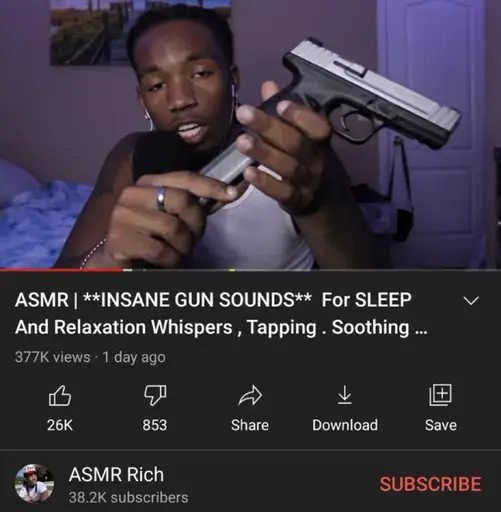 ASMR | **INSANE GUN SOUNDS** For SLEEP
And Relaxation Whispers , Tapping . Soothing ...
377K views · 1 day ago
26K 853 Share Download Save
ASMR Rich
38.2K subscribers
SUBSCRIBE